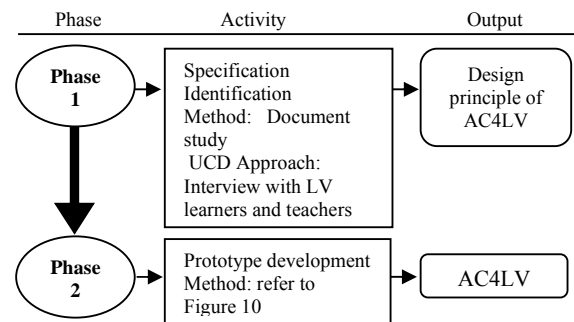 Phase Activity Output
Phase
1
Specification
Identification
Method: Document
study
UCD Approach:
Interview with LV
learners and teachers
Design
principle of
AC4LV
Phase
2
Prototype development
Method: refer to
Figure 10
AC4LV